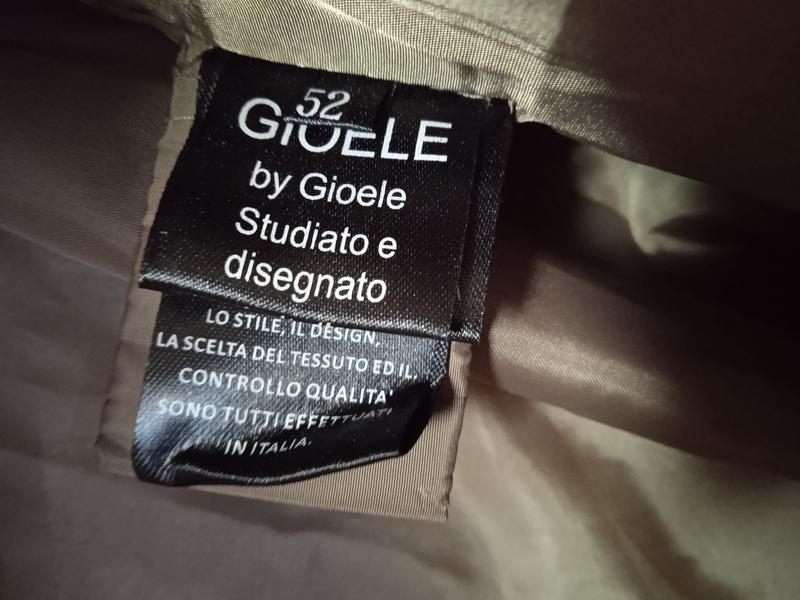 52
GIOELE
by Gioele
Studiato e
disegnato
LO STILE, IL DESIGN,
LA SCELTA DEL TESSUTO ED IL
CONTROLLO QUALITA'
SONO TUTTI EFFETTUATI
IN ITALIA.